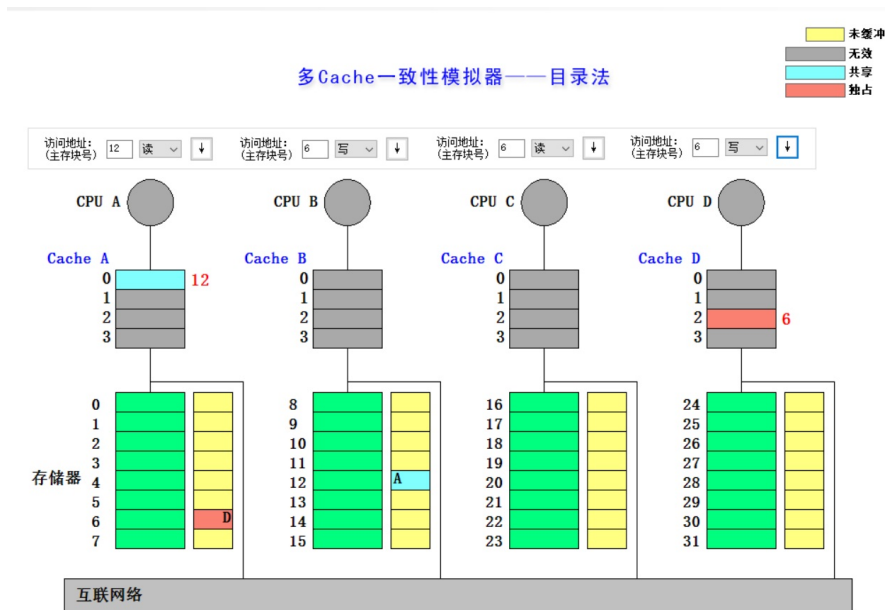 未缓冲
无效
共享
独占
多Cache一致性模拟器——目录法
访问地址: (主存块号) 12 读 ↓
访问地址: (主存块号) 6 写 ↓
访问地址: (主存块号) 6 读 ↓
访问地址: (主存块号) 6 写 ↓
CPU A CPU B CPU C CPU D
Cache A Cache B Cache C Cache D
0 12 0 0 0
1 1 1 1
2 2 2 2 6
3 3 3 3
0 8 16 24
1 9 17 25
2 10 18 26
3 11 19 27
存储器 4 12 A 20 28
5 13 21 29
6 D 14 22 30
7 15 23 31
互联网络